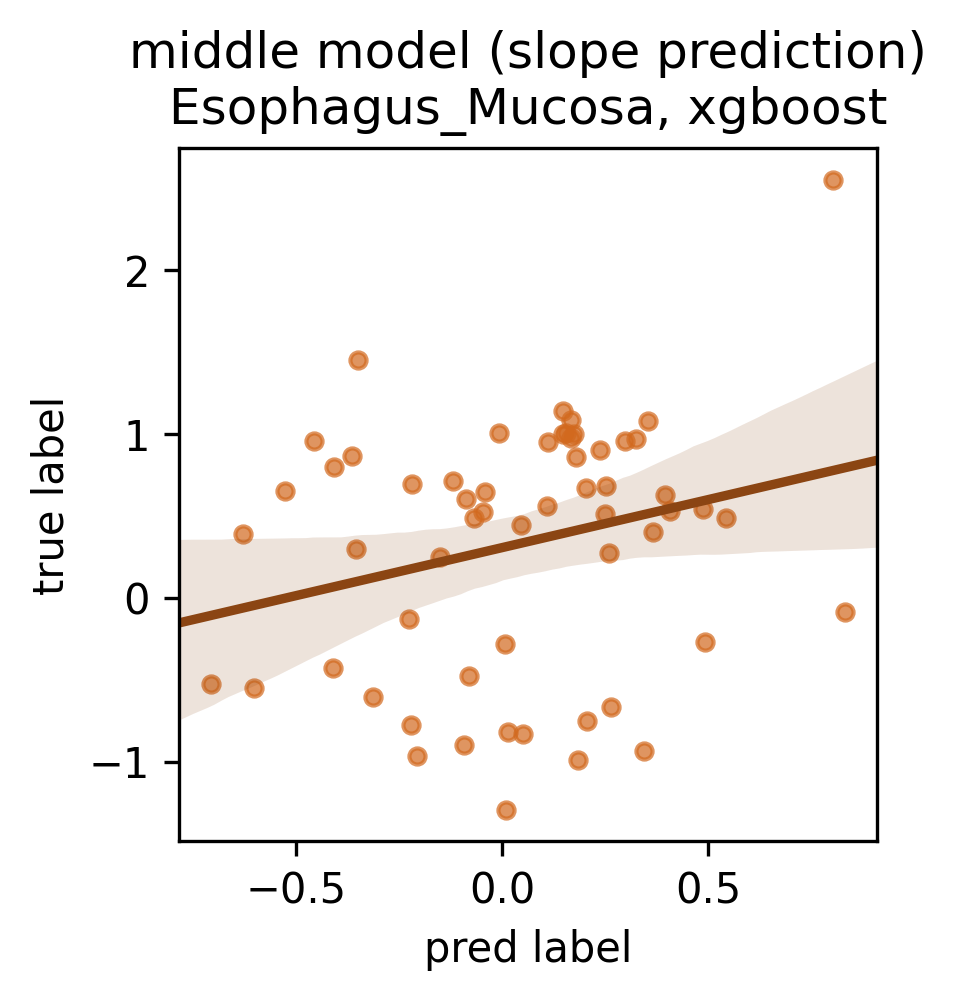 middle model (slope prediction)
Esophagus_Mucosa, xgboost
2
1
0
−1
true label
−0.5
0.0
0.5
pred label